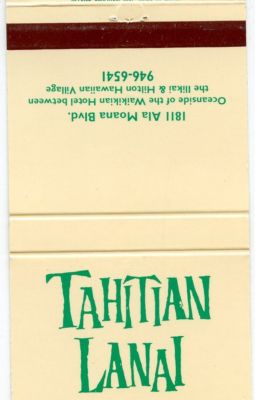 1811 Ala Moana Blvd.
Oceanside of the Waikikian Hotel between
the Ilikai & Hilton Hawaiian Village
946-6541
TAHITIAN
LANAI